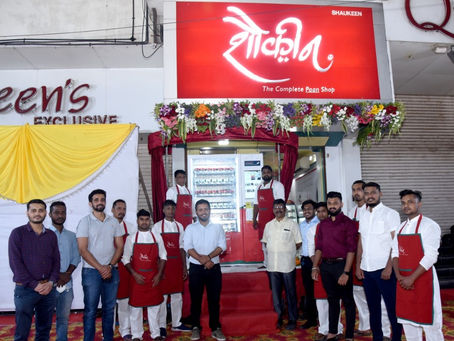 SHAUKEEN
शौक़ीन
The Complete Paan Shop
een's
EXCLUSIVE